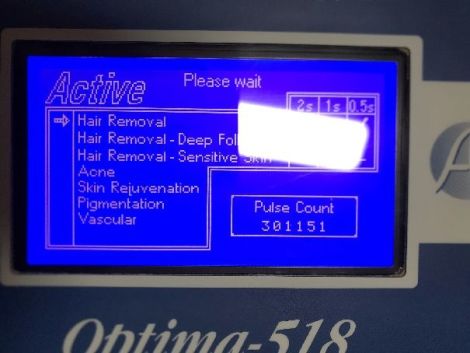 Active
Please wait
2s 1s 0.5s
Hair Removal
Hair Removal - Deep Fol
Hair Removal - Sensitive Skin
Acne
Skin Rejuvenation
Pigmentation
Vascular
Pulse Count
301151
Optima-518